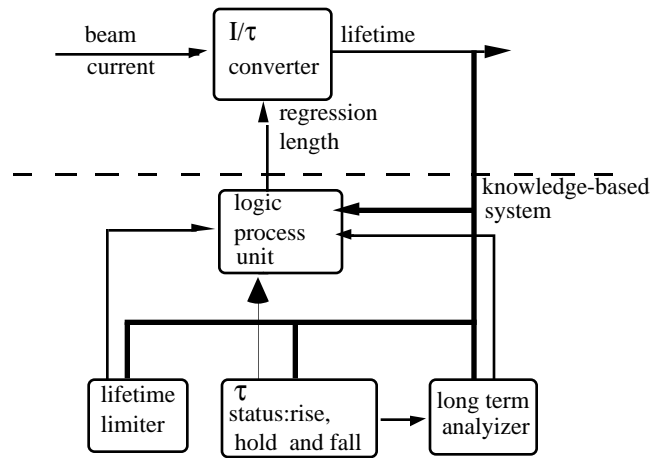 beam
current
I/τ
converter
lifetime
regression
length
knowledge-based
system
logic
process
unit
lifetime
limiter
τ
status:rise,
hold and fall
long term
analyizer